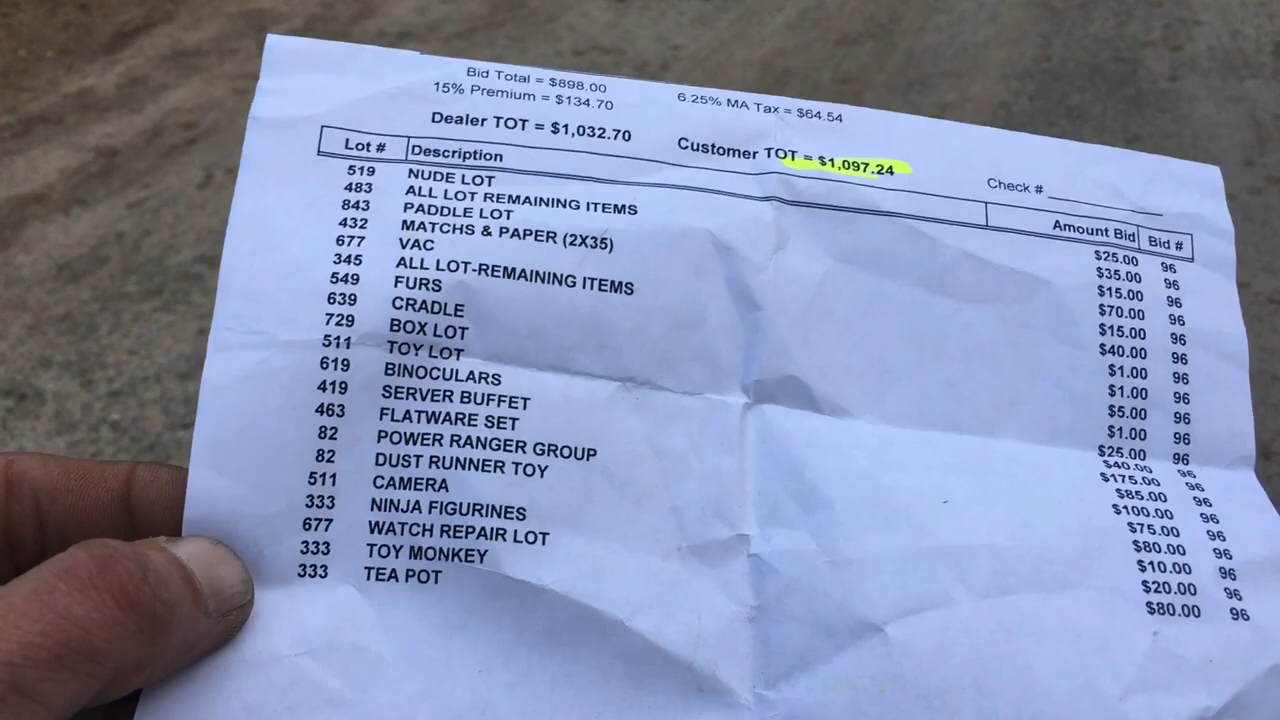 Bid Total = $898.00
15% Premium = $134.70
6.25% MA Tax = $64.54
Dealer TOT = $1,032.70
Customer TOT = $1,097.24
Check #
Lot # Description Amount Bid Bid #
519 NUDE LOT $25.00 96
483 ALL LOT REMAINING ITEMS $35.00 96
843 PADDLE LOT $15.00 96
432 MATCHS & PAPER (2X35) $70.00 96
677 VAC $15.00 96
345 ALL LOT-REMAINING ITEMS $40.00 96
549 FURS $1.00 96
639 CRADLE $1.00 96
729 BOX LOT $5.00 96
511 TOY LOT $1.00 96
619 BINOCULARS $25.00 96
419 SERVER BUFFET $40.00 96
463 FLATWARE SET $175.00 96
82 POWER RANGER GROUP $85.00 96
82 DUST RUNNER TOY $100.00 96
511 CAMERA $75.00 96
333 NINJA FIGURINES $80.00 96
677 WATCH REPAIR LOT $10.00 96
333 TOY MONKEY $20.00 96
333 TEA POT $80.00 96